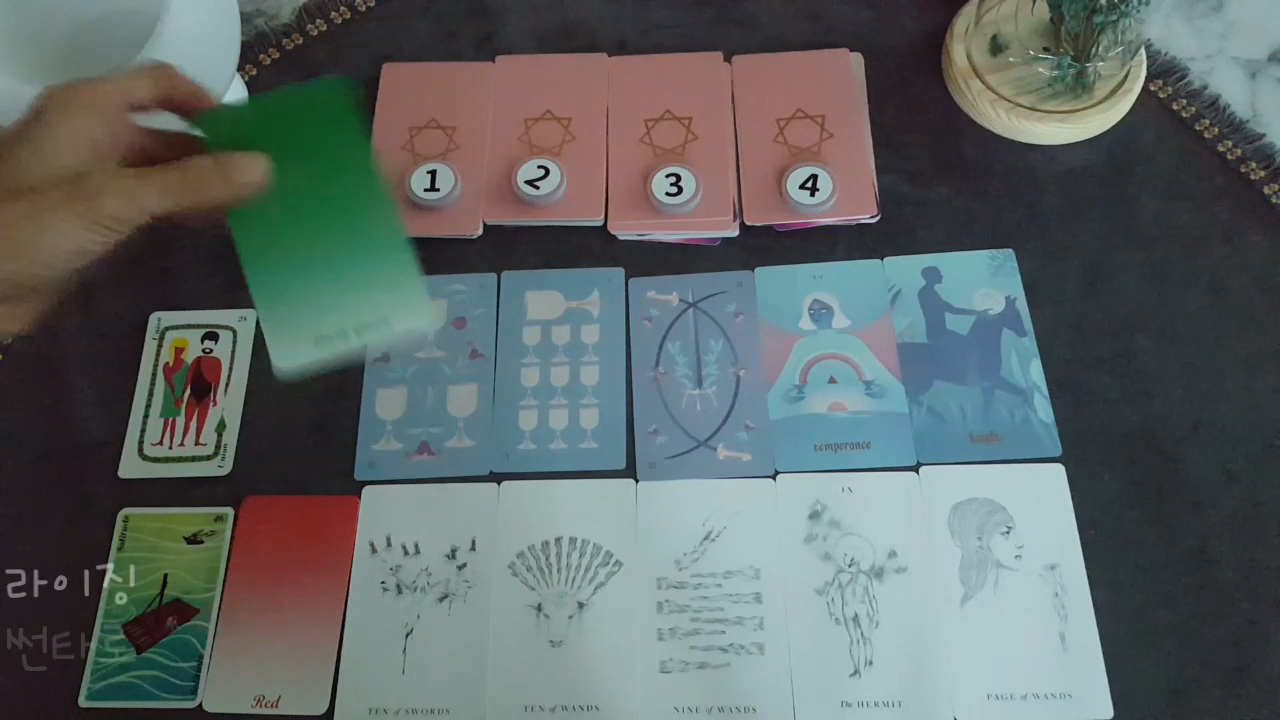 1
2
3
4
temperance
Knight
라이징
썬타로
Solitude
Union
Red
TEN of SWORDS
TEN of WANDS
NINE of WANDS
IX
The HERMIT
PAGE of WANDS